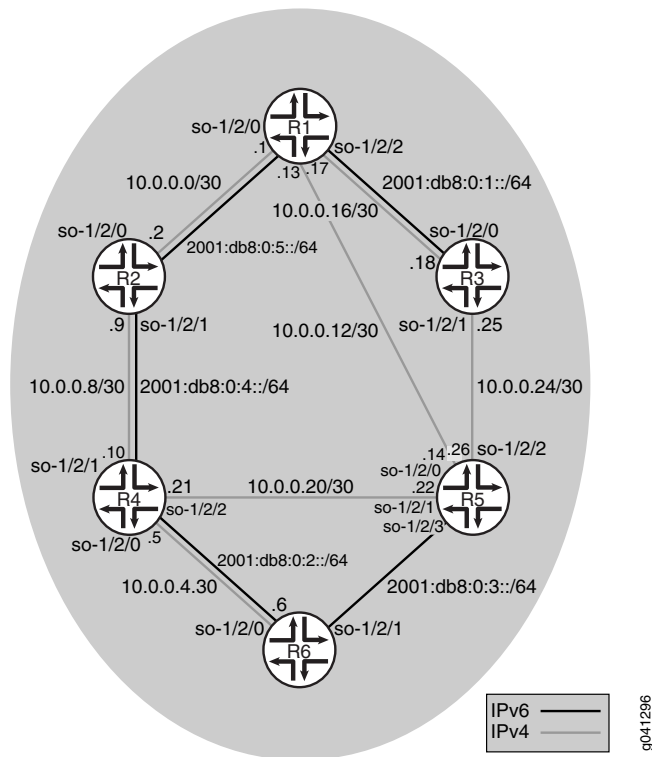 R1
so-1/2/0
.1
so-1/2/2
.13
.17
10.0.0.0/30
2001:db8:0:1::/64
10.0.0.16/30
so-1/2/0
.2
2001:db8:0:5::/64
so-1/2/0
.18
R2
R3
.9
so-1/2/1
10.0.0.12/30
so-1/2/1
.25
10.0.0.8/30
2001:db8:0:4::/64
10.0.0.24/30
.10
so-1/2/1
.14
.26
so-1/2/2
so-1/2/0
R4
.21
10.0.0.20/30
.22
R5
so-1/2/2
so-1/2/1
so-1/2/3
so-1/2/0
.5
2001:db8:0:2::/64
10.0.0.4.30
2001:db8:0:3::/64
.6
so-1/2/0
so-1/2/1
R6
IPv6
IPv4
g041296